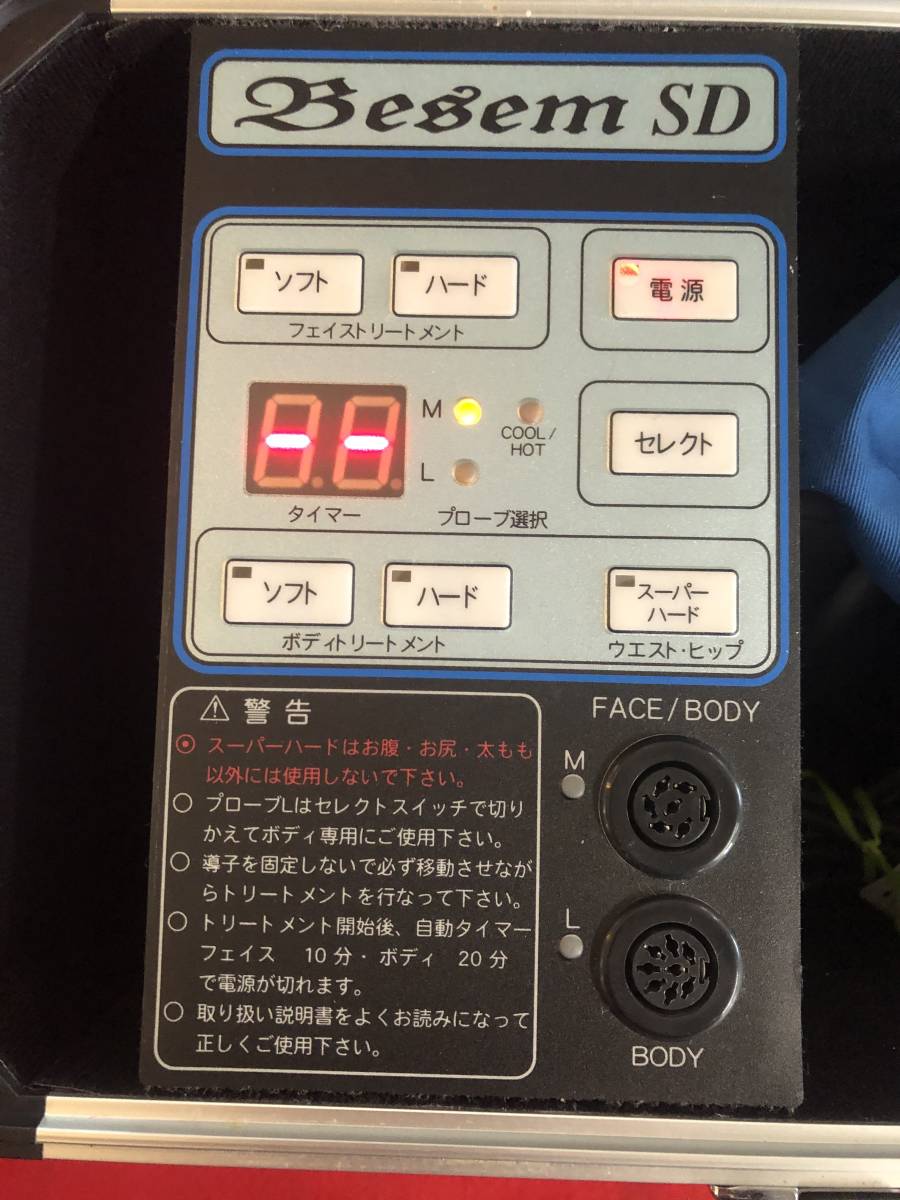 Besem SD
ソフト
ハード
フェイストリートメント
電源
タイマー
M
L
COOL/
HOT
プローブ選択
セレクト
ソフト
ハード
ボディトリートメント
スーパー
ハード
ウエスト・ヒップ
⚠ 警告
⦿ スーパーハードはお腹・お尻・太もも
以外には使用しないで下さい。
○ プローブLはセレクトスイッチで切り
かえてボディ専用にご使用下さい。
○ 導子を固定しないで必ず移動させなが
らトリートメントを行なって下さい。
○ トリートメント開始後、自動タイマー
フェイス 10分・ボディ 20分
で電源が切れます。
○ 取り扱い説明書をよくお読みになって
正しくご使用下さい。
FACE/BODY
M
L
BODY